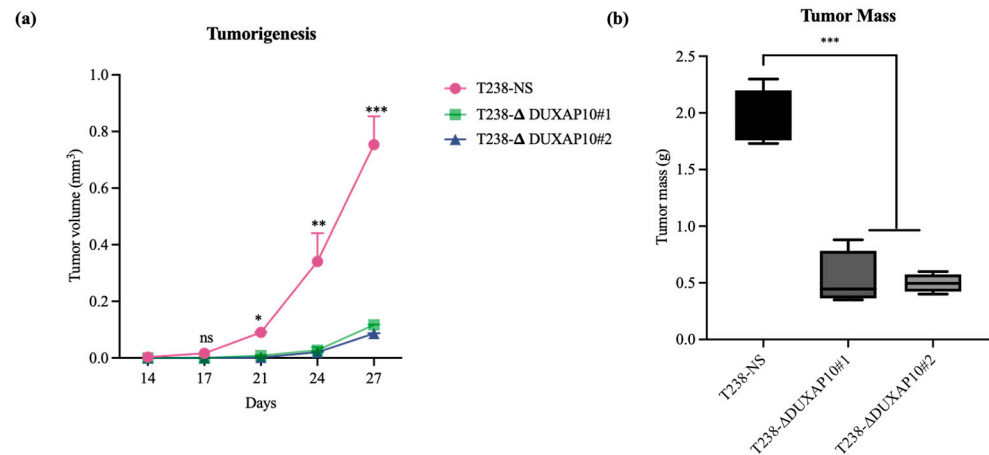 (a)
Tumorigenesis
1.0
0.8
0.6
0.4
0.2
0.0
Tumor volume (mm³)
ns
*
**
***
14 17 21 24 27
Days
T238-NS
T238-Δ DUXAP10#1
T238-Δ DUXAP10#2
(b)
Tumor Mass
***
2.5
2.0
1.5
1.0
0.5
0.0
Tumor mass (g)
T238-NS
T238-ΔDUXAP10#1
T238-ΔDUXAP10#2